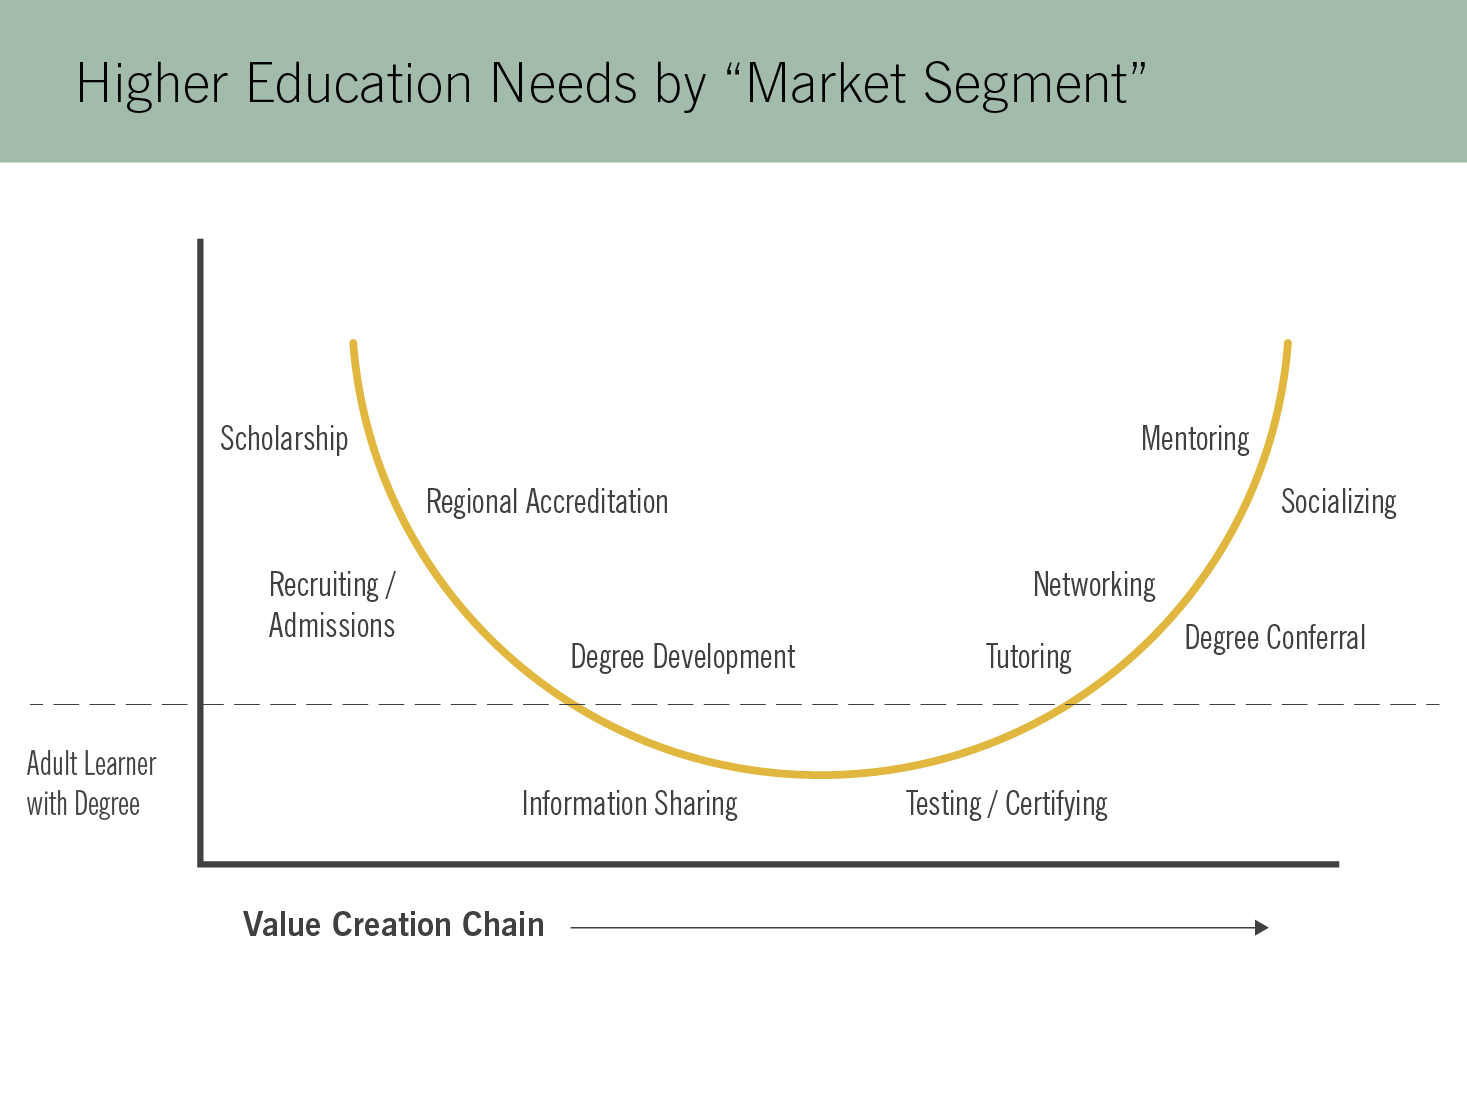 Higher Education Needs by “Market Segment”
Scholarship
Mentoring
Regional Accreditation
Socializing
Recruiting /
Admissions
Networking
Degree Conferral
Degree Development
Tutoring
Adult Learner
with Degree
Information Sharing
Testing / Certifying
Value Creation Chain